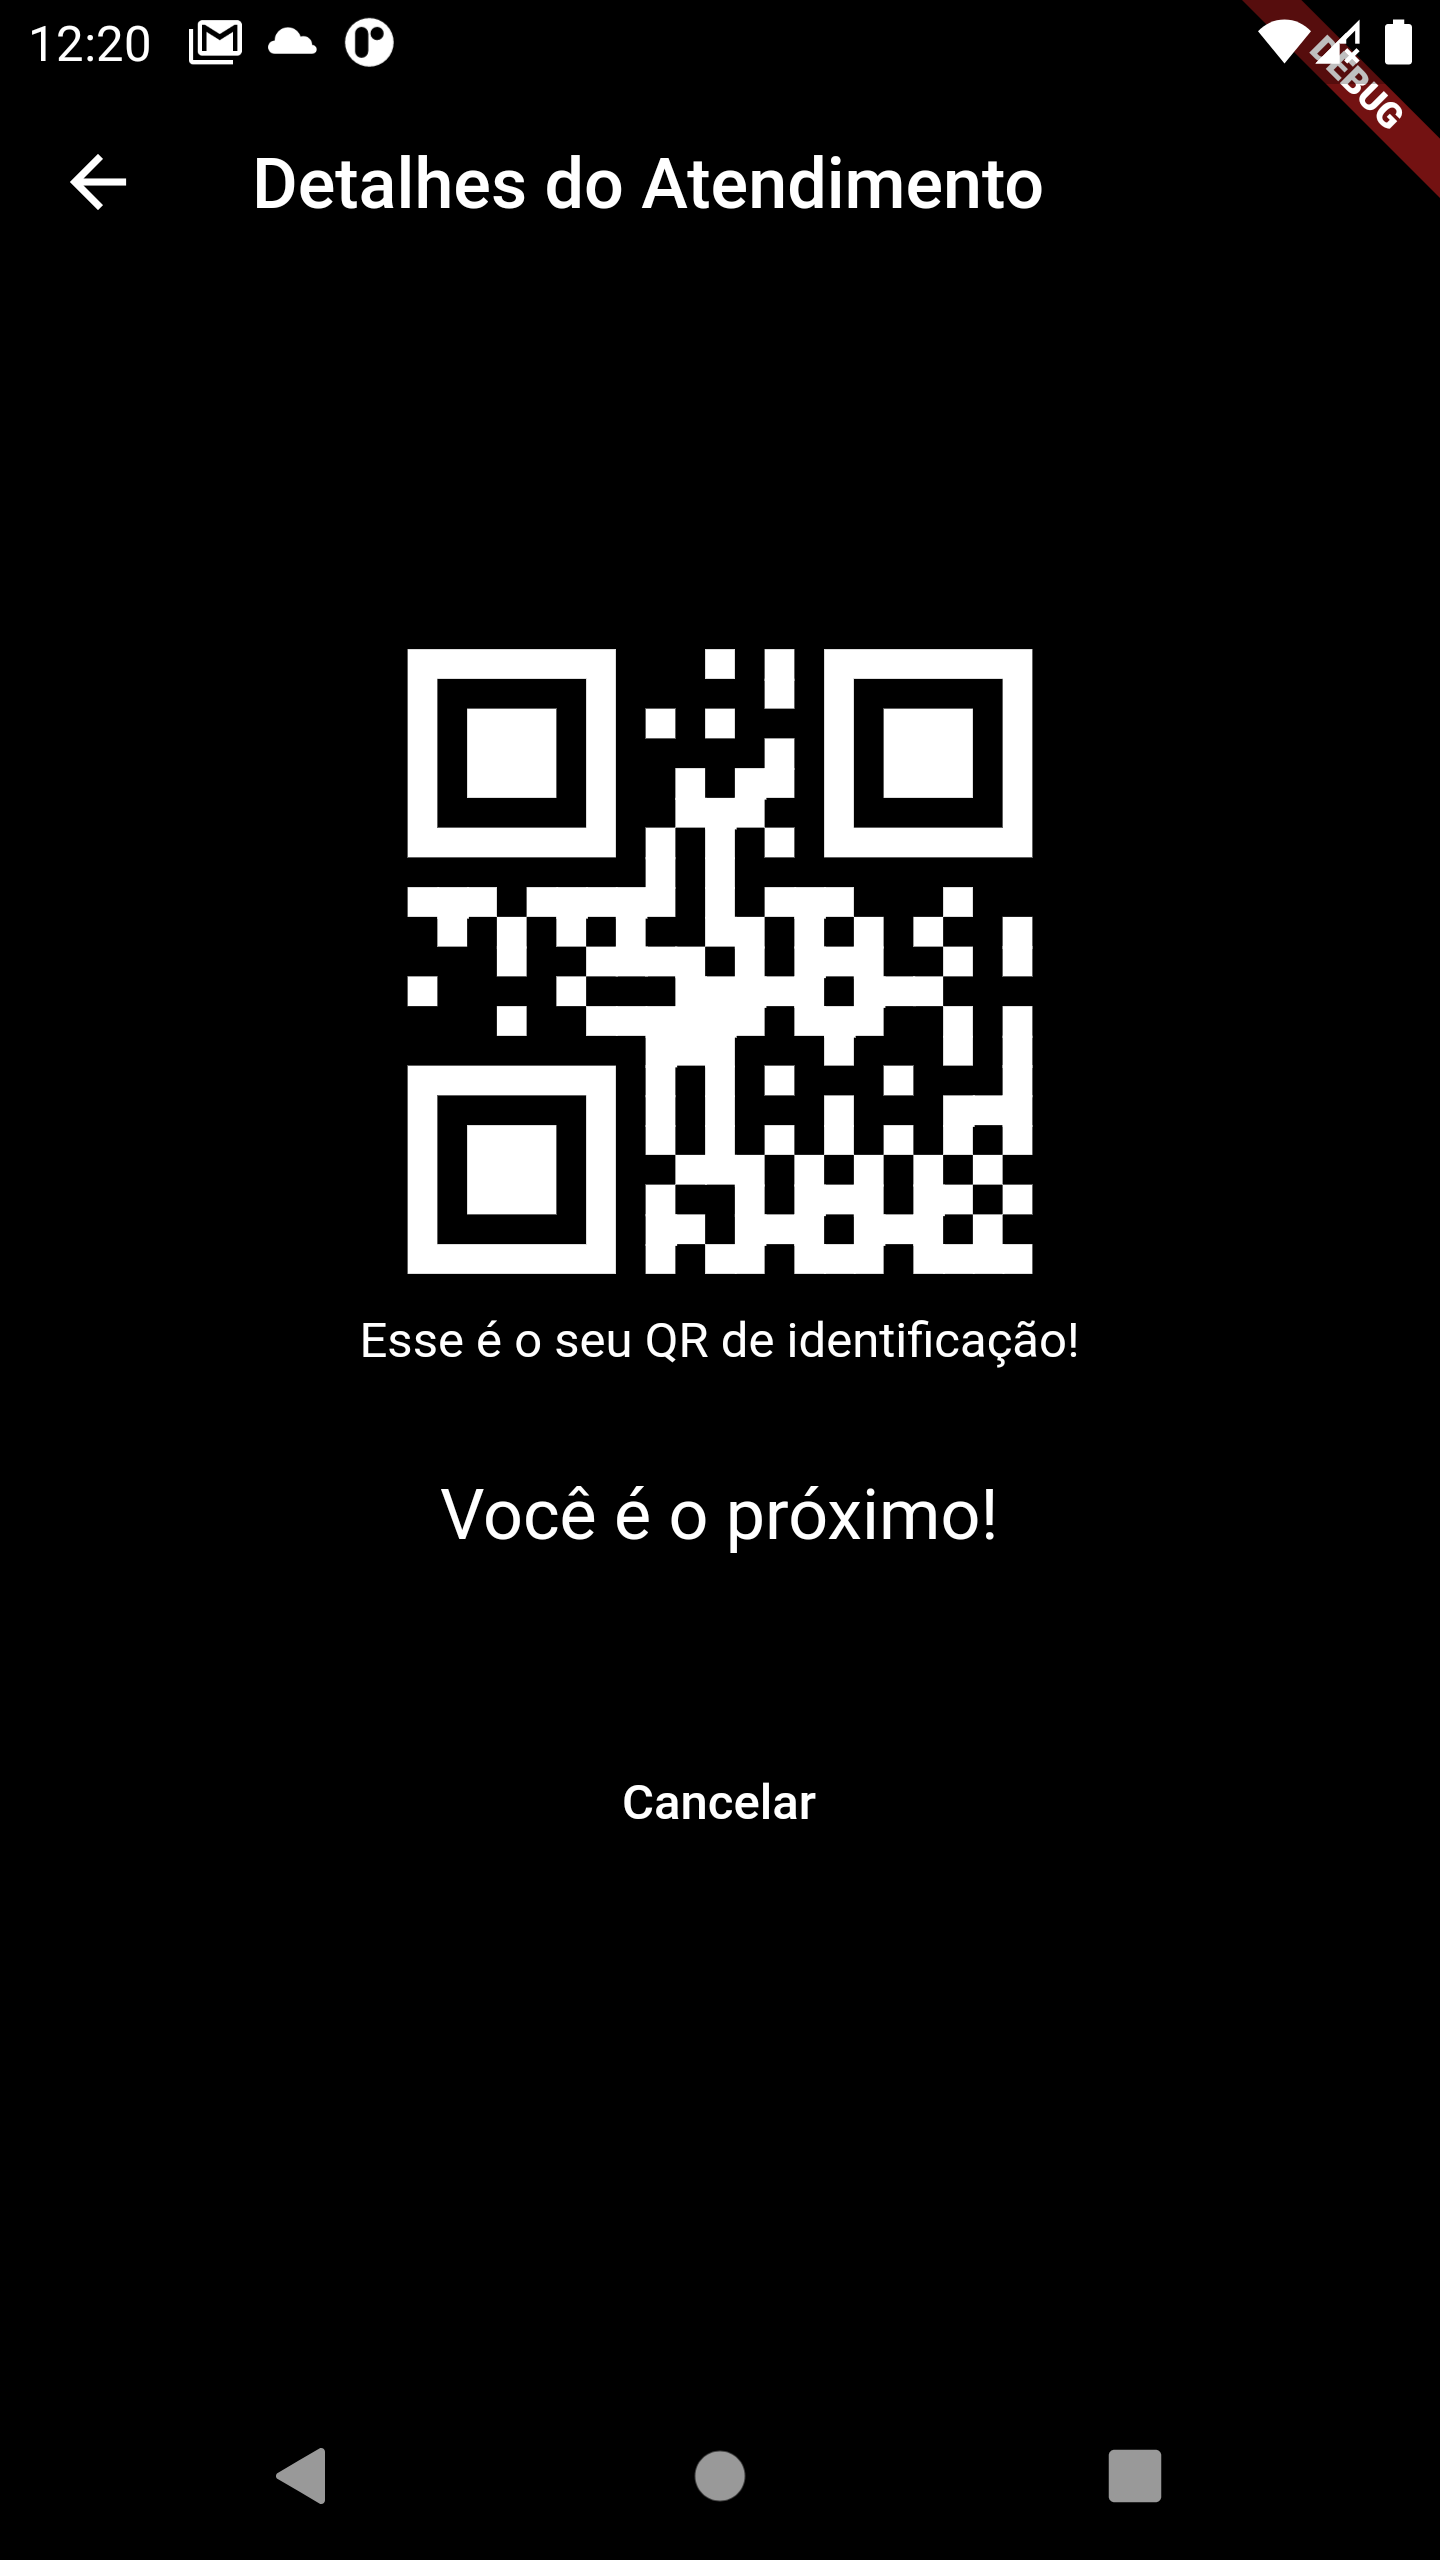 12:20
DEBUG
Detalhes do Atendimento
Esse é o seu QR de identificação!
Você é o próximo!
Cancelar